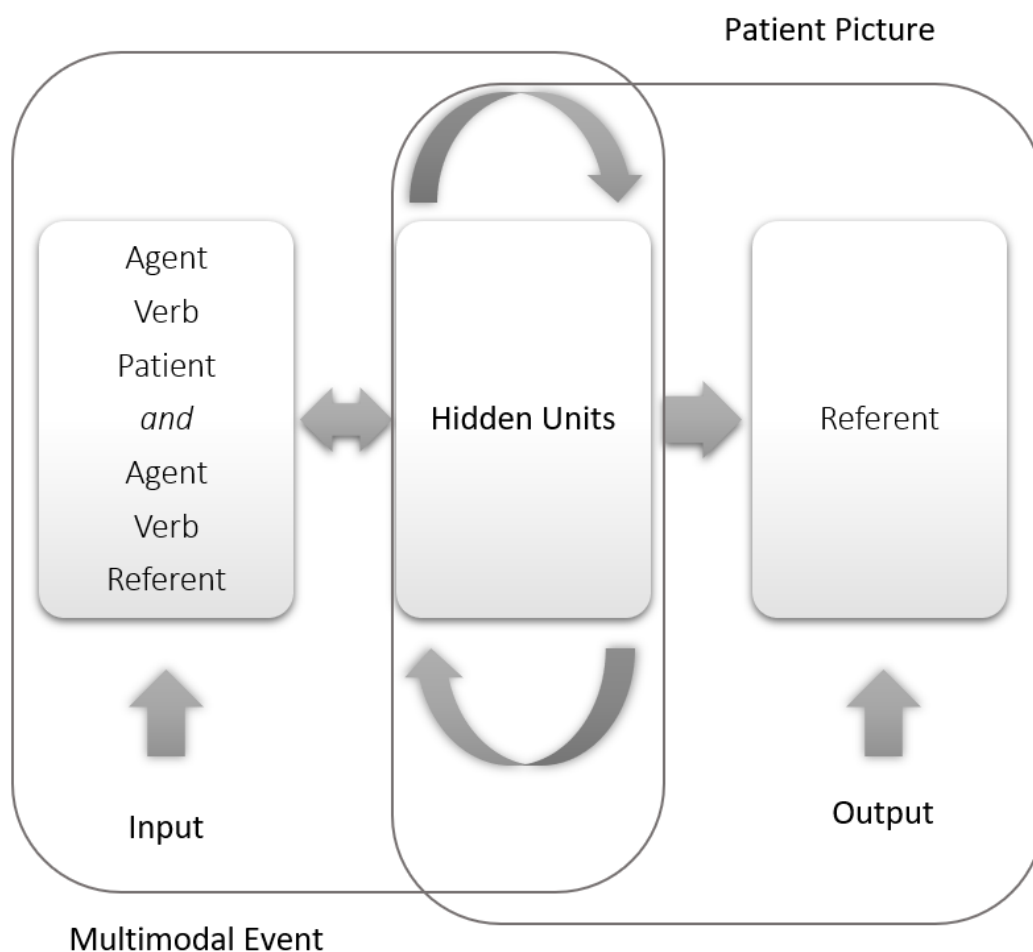 Patient Picture
Agent
Verb
Patient
and
Agent
Verb
Referent
Hidden Units
Referent
Input
Output
Multimodal Event